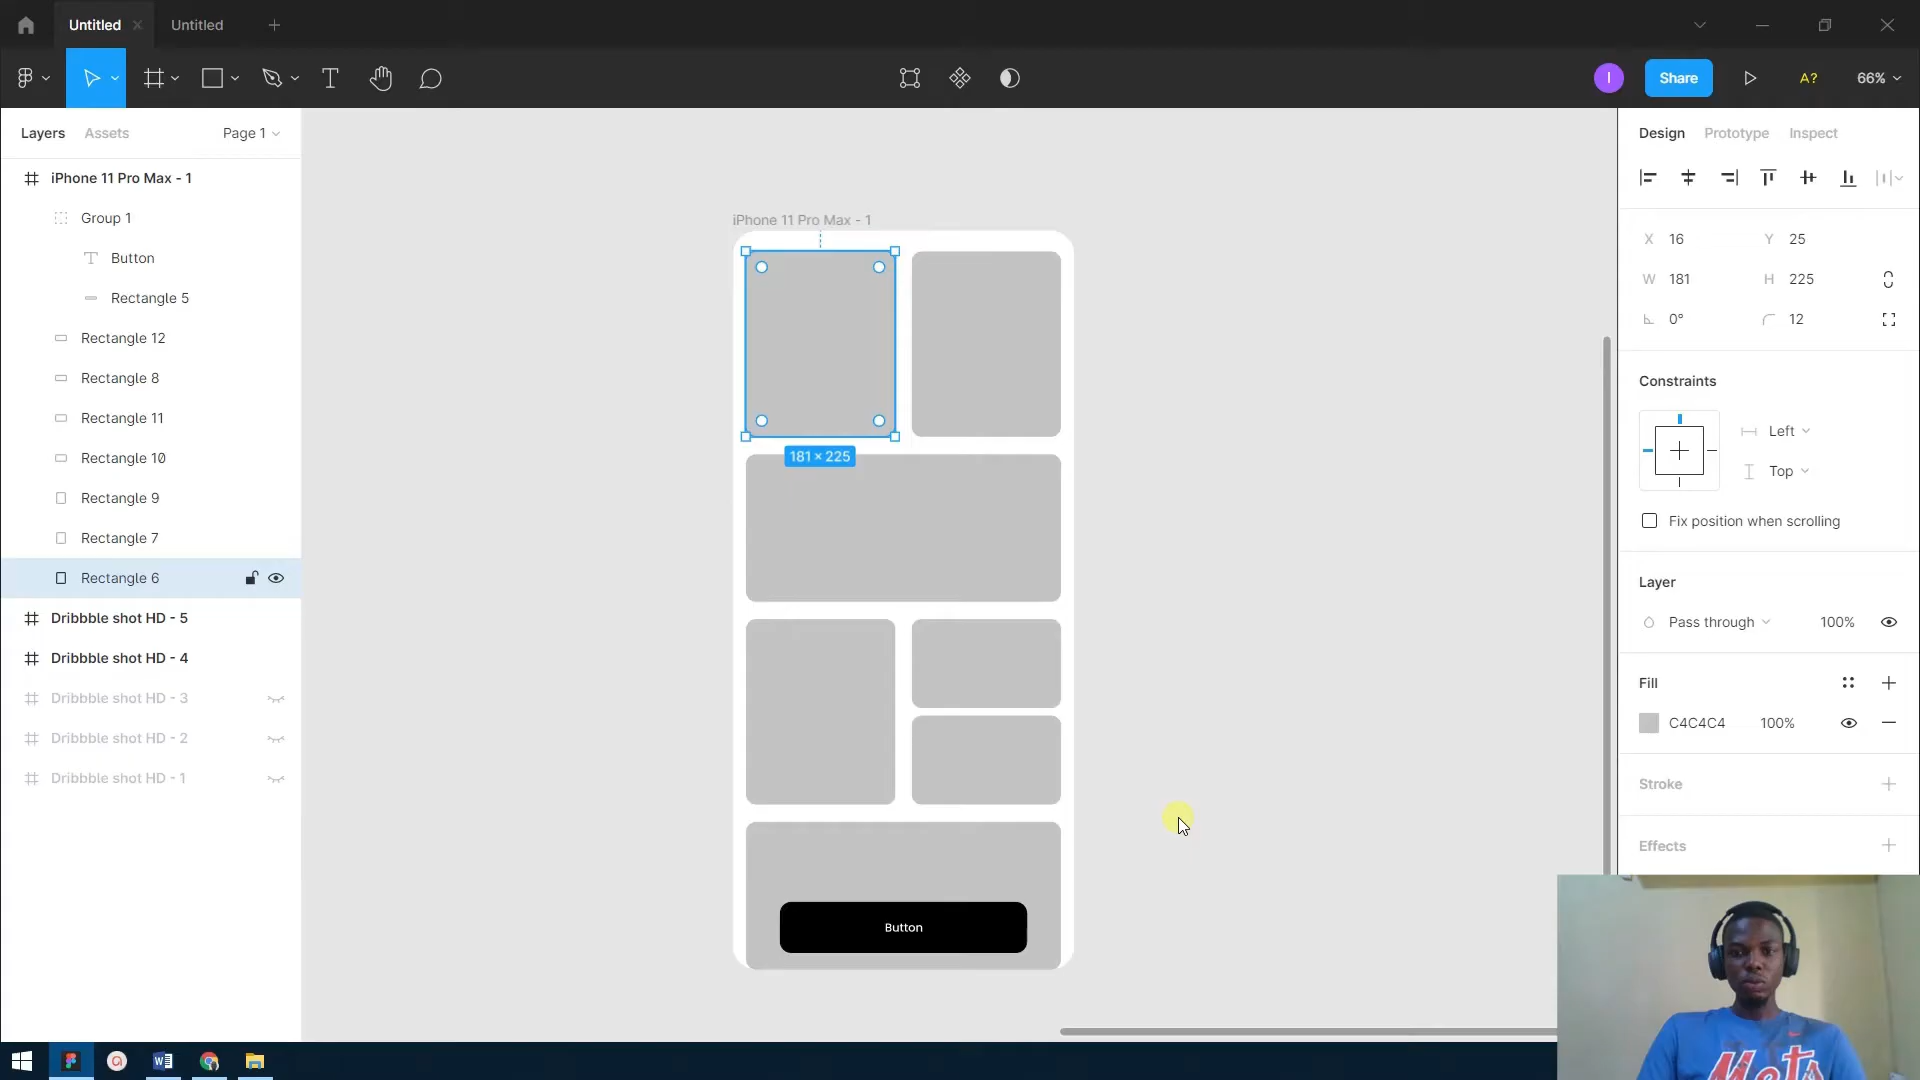 Untitled
Untitled
Share
A?
66%
Layers
Assets
Page 1
iPhone 11 Pro Max - 1
Group 1
Button
Rectangle 5
Rectangle 12
Rectangle 8
Rectangle 11
Rectangle 10
Rectangle 9
Rectangle 7
Rectangle 6
Dribbble shot HD - 5
Dribbble shot HD - 4
Dribbble shot HD - 3
Dribbble shot HD - 2
Dribbble shot HD - 1
iPhone 11 Pro Max - 1
181 × 225
Button
Design
Prototype
Inspect
X 16
Y 25
W 181
H 225
0°
12
Constraints
Left
Top
Fix position when scrolling
Layer
Pass through
100%
Fill
C4C4C4
100%
Stroke
Effects
Mets